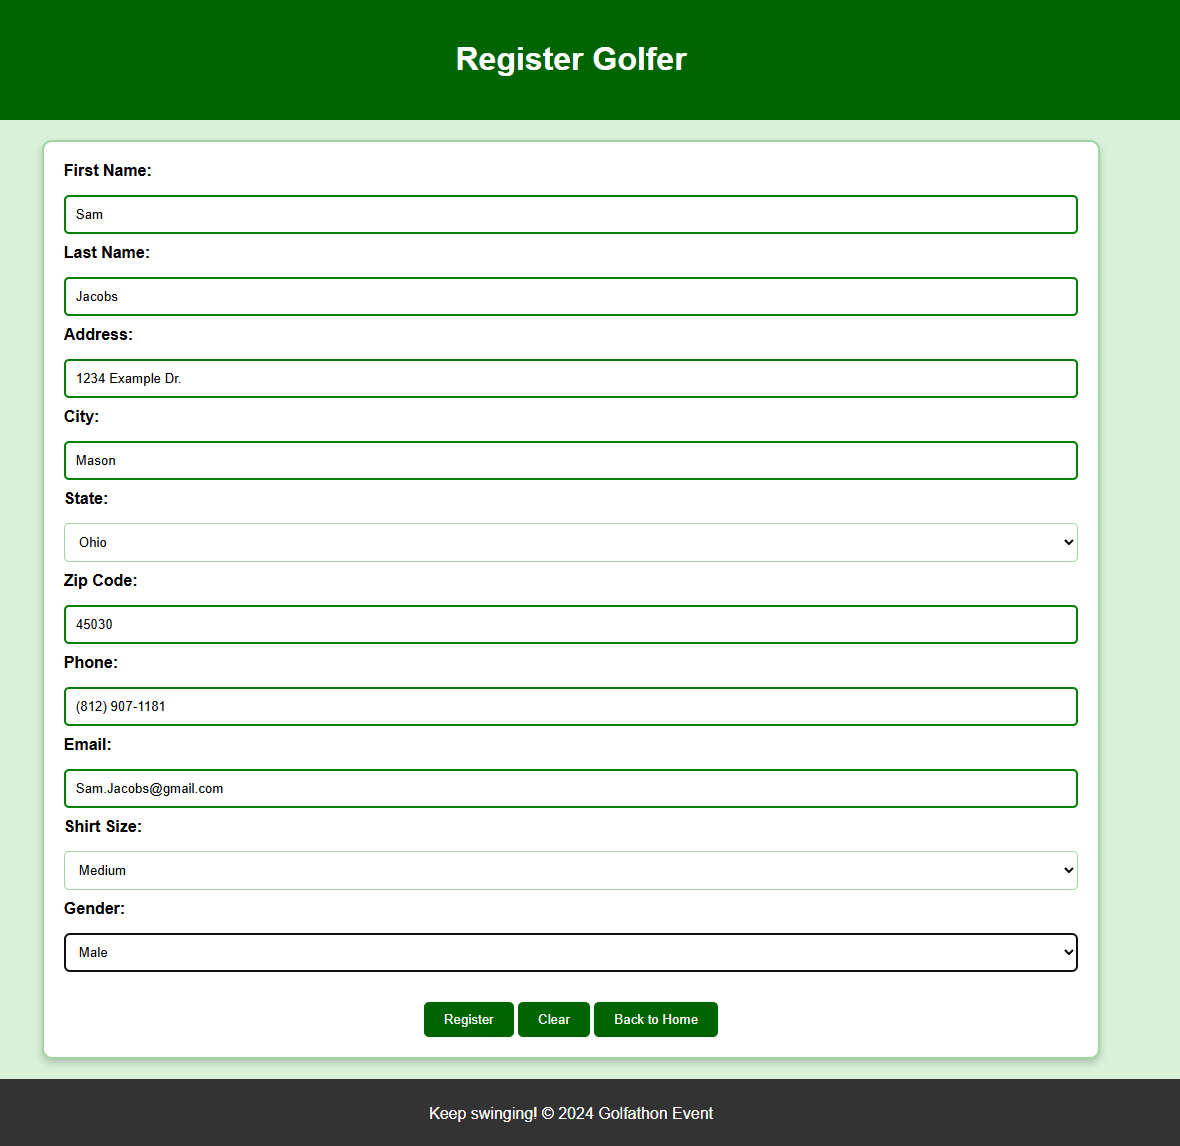 Register Golfer
First Name:
Sam
Last Name:
Jacobs
Address:
1234 Example Dr.
City:
Mason
State:
Ohio
Zip Code:
45030
Phone:
(812) 907-1181
Email:
Sam.Jacobs@gmail.com
Shirt Size:
Medium
Gender:
Male
Register Clear Back to Home
Keep swinging! © 2024 Golfathon Event